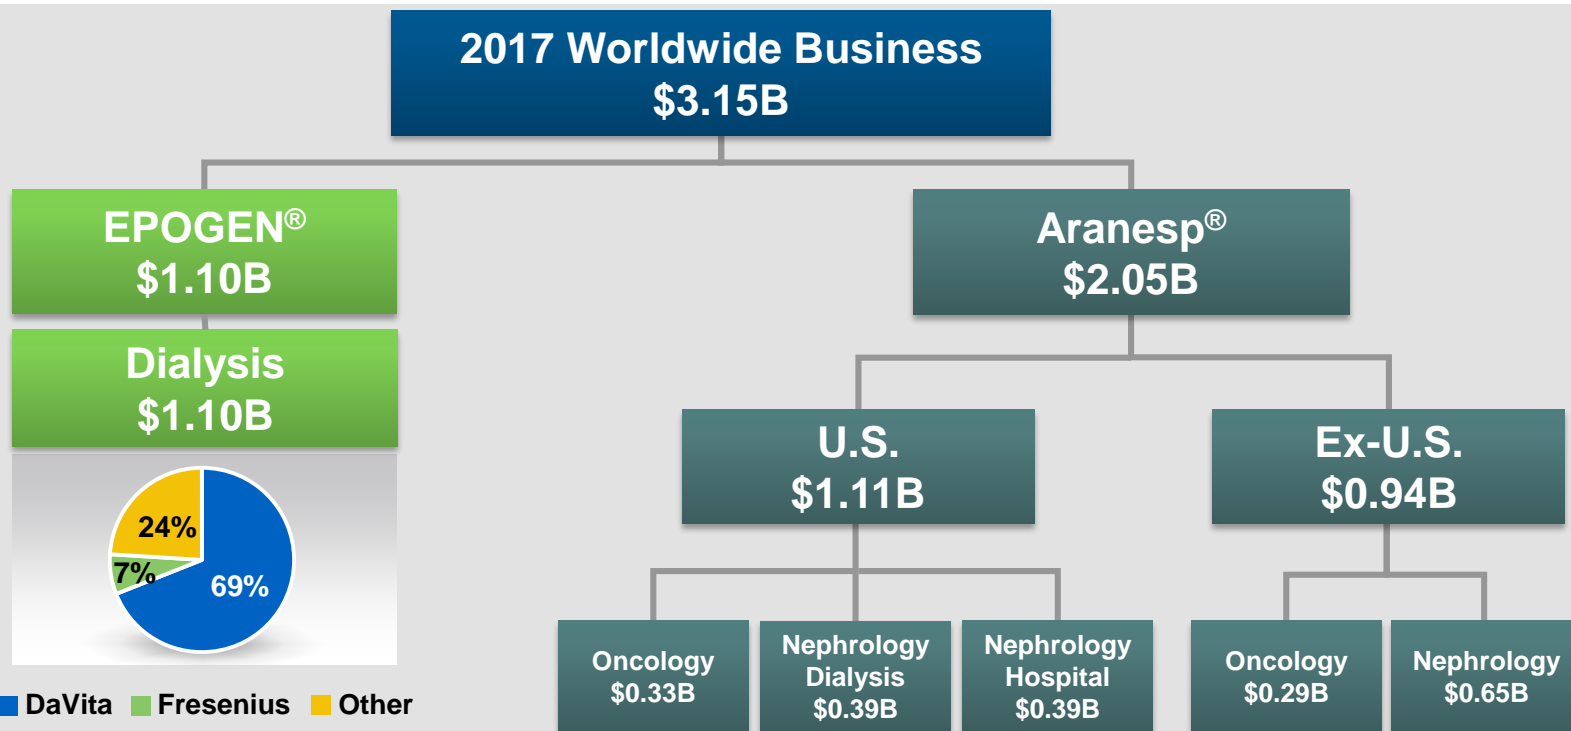 2017 Worldwide Business
$3.15B
EPOGEN®
$1.10B
Aranesp®
$2.05B
Dialysis
$1.10B
U.S.
$1.11B
Ex-U.S.
$0.94B
24%
7%
69%
DaVita
Fresenius
Other
Oncology
$0.33B
Nephrology
Dialysis
$0.39B
Nephrology
Hospital
$0.39B
Oncology
$0.29B
Nephrology
$0.65B